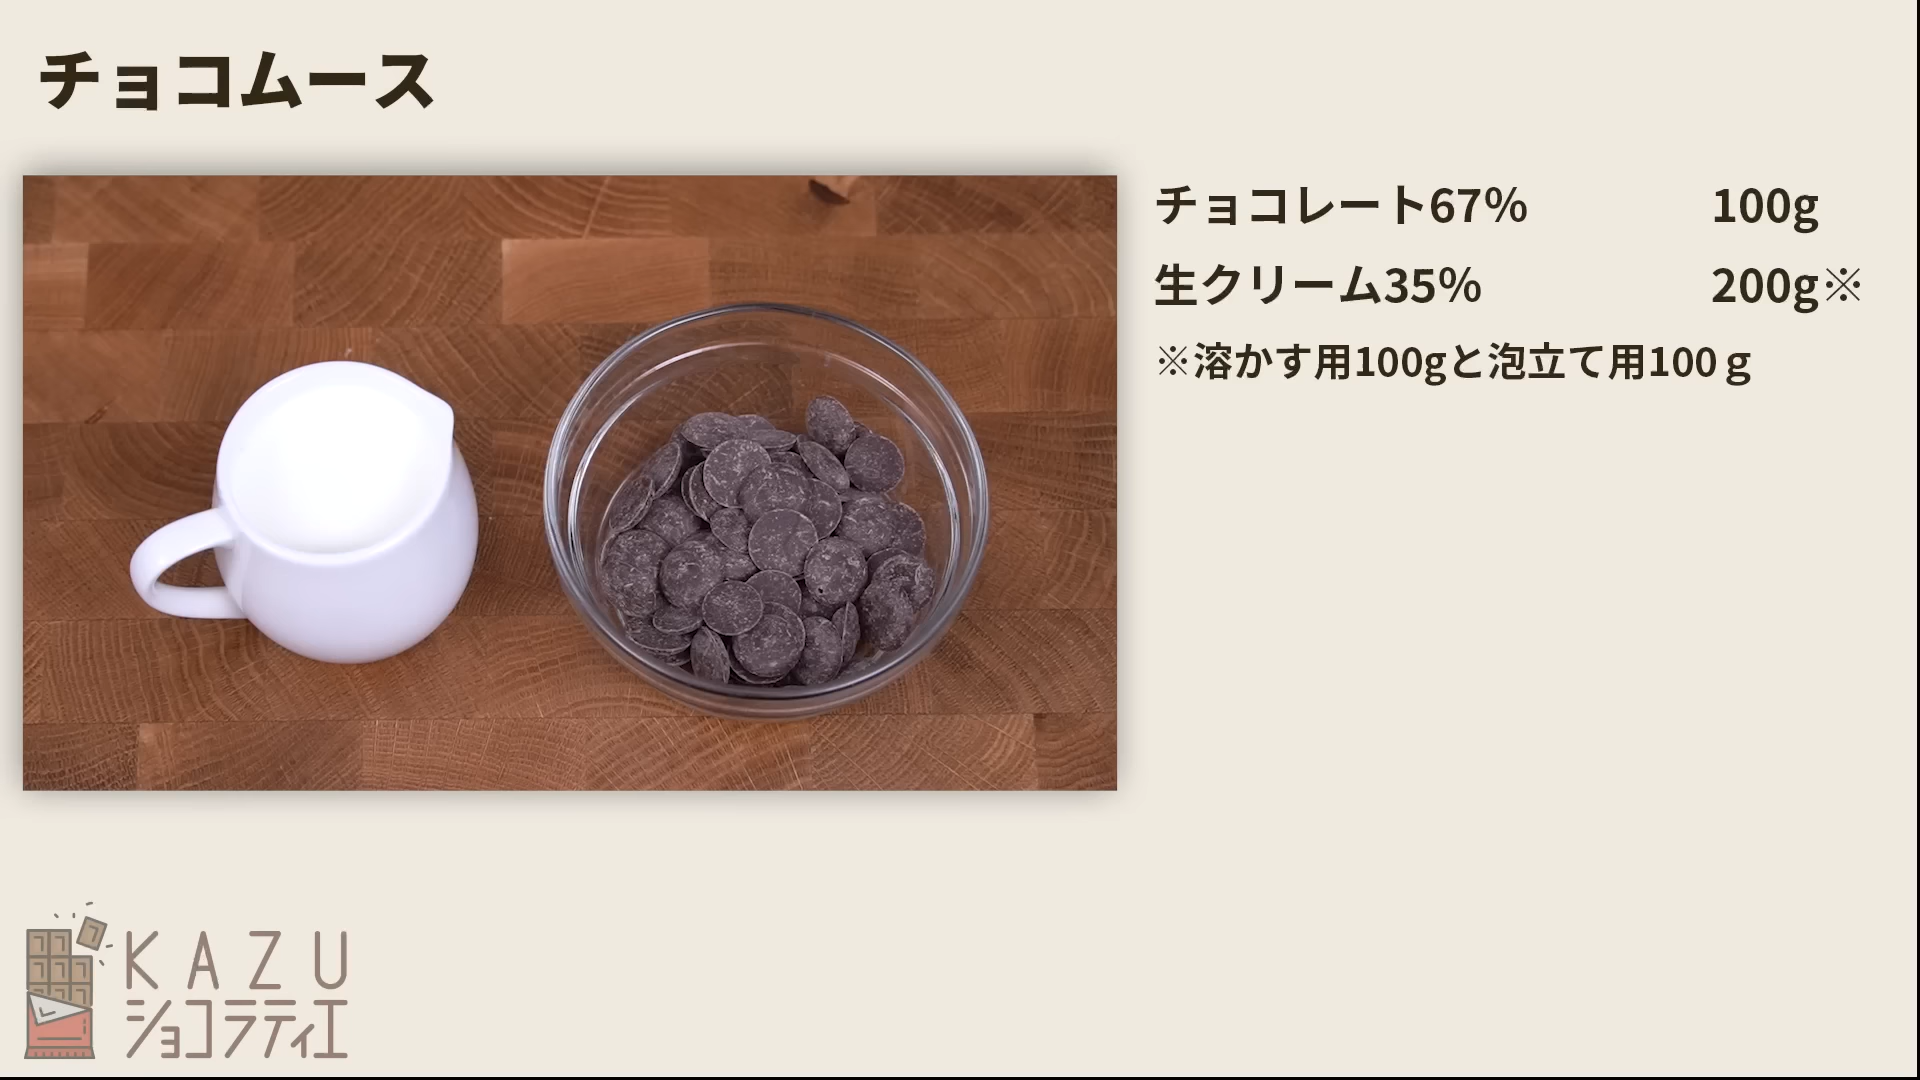 チョコムース
チョコレート67% 100g
生クリーム35% 200g※
※溶かす用100gと泡立て用100ｇ
KAZU
ショコラティエ